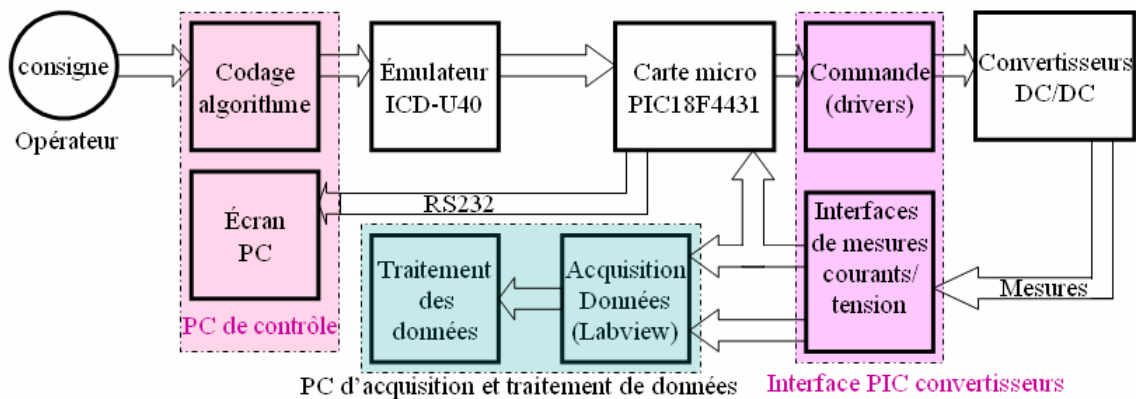 consigne
Opérateur
Codage
algorithme
Émulateur
ICD-U40
Carte micro
PIC18F4431
Commande
(drivers)
Convertisseurs
DC/DC
Écran
PC
PC de contrôle
RS232
Traitement
des
données
Acquisition
Données
(Labview)
PC d'acquisition et traitement de données
Interfaces
de mesures
courants/
tension
Interface PIC convertisseurs
Mesures